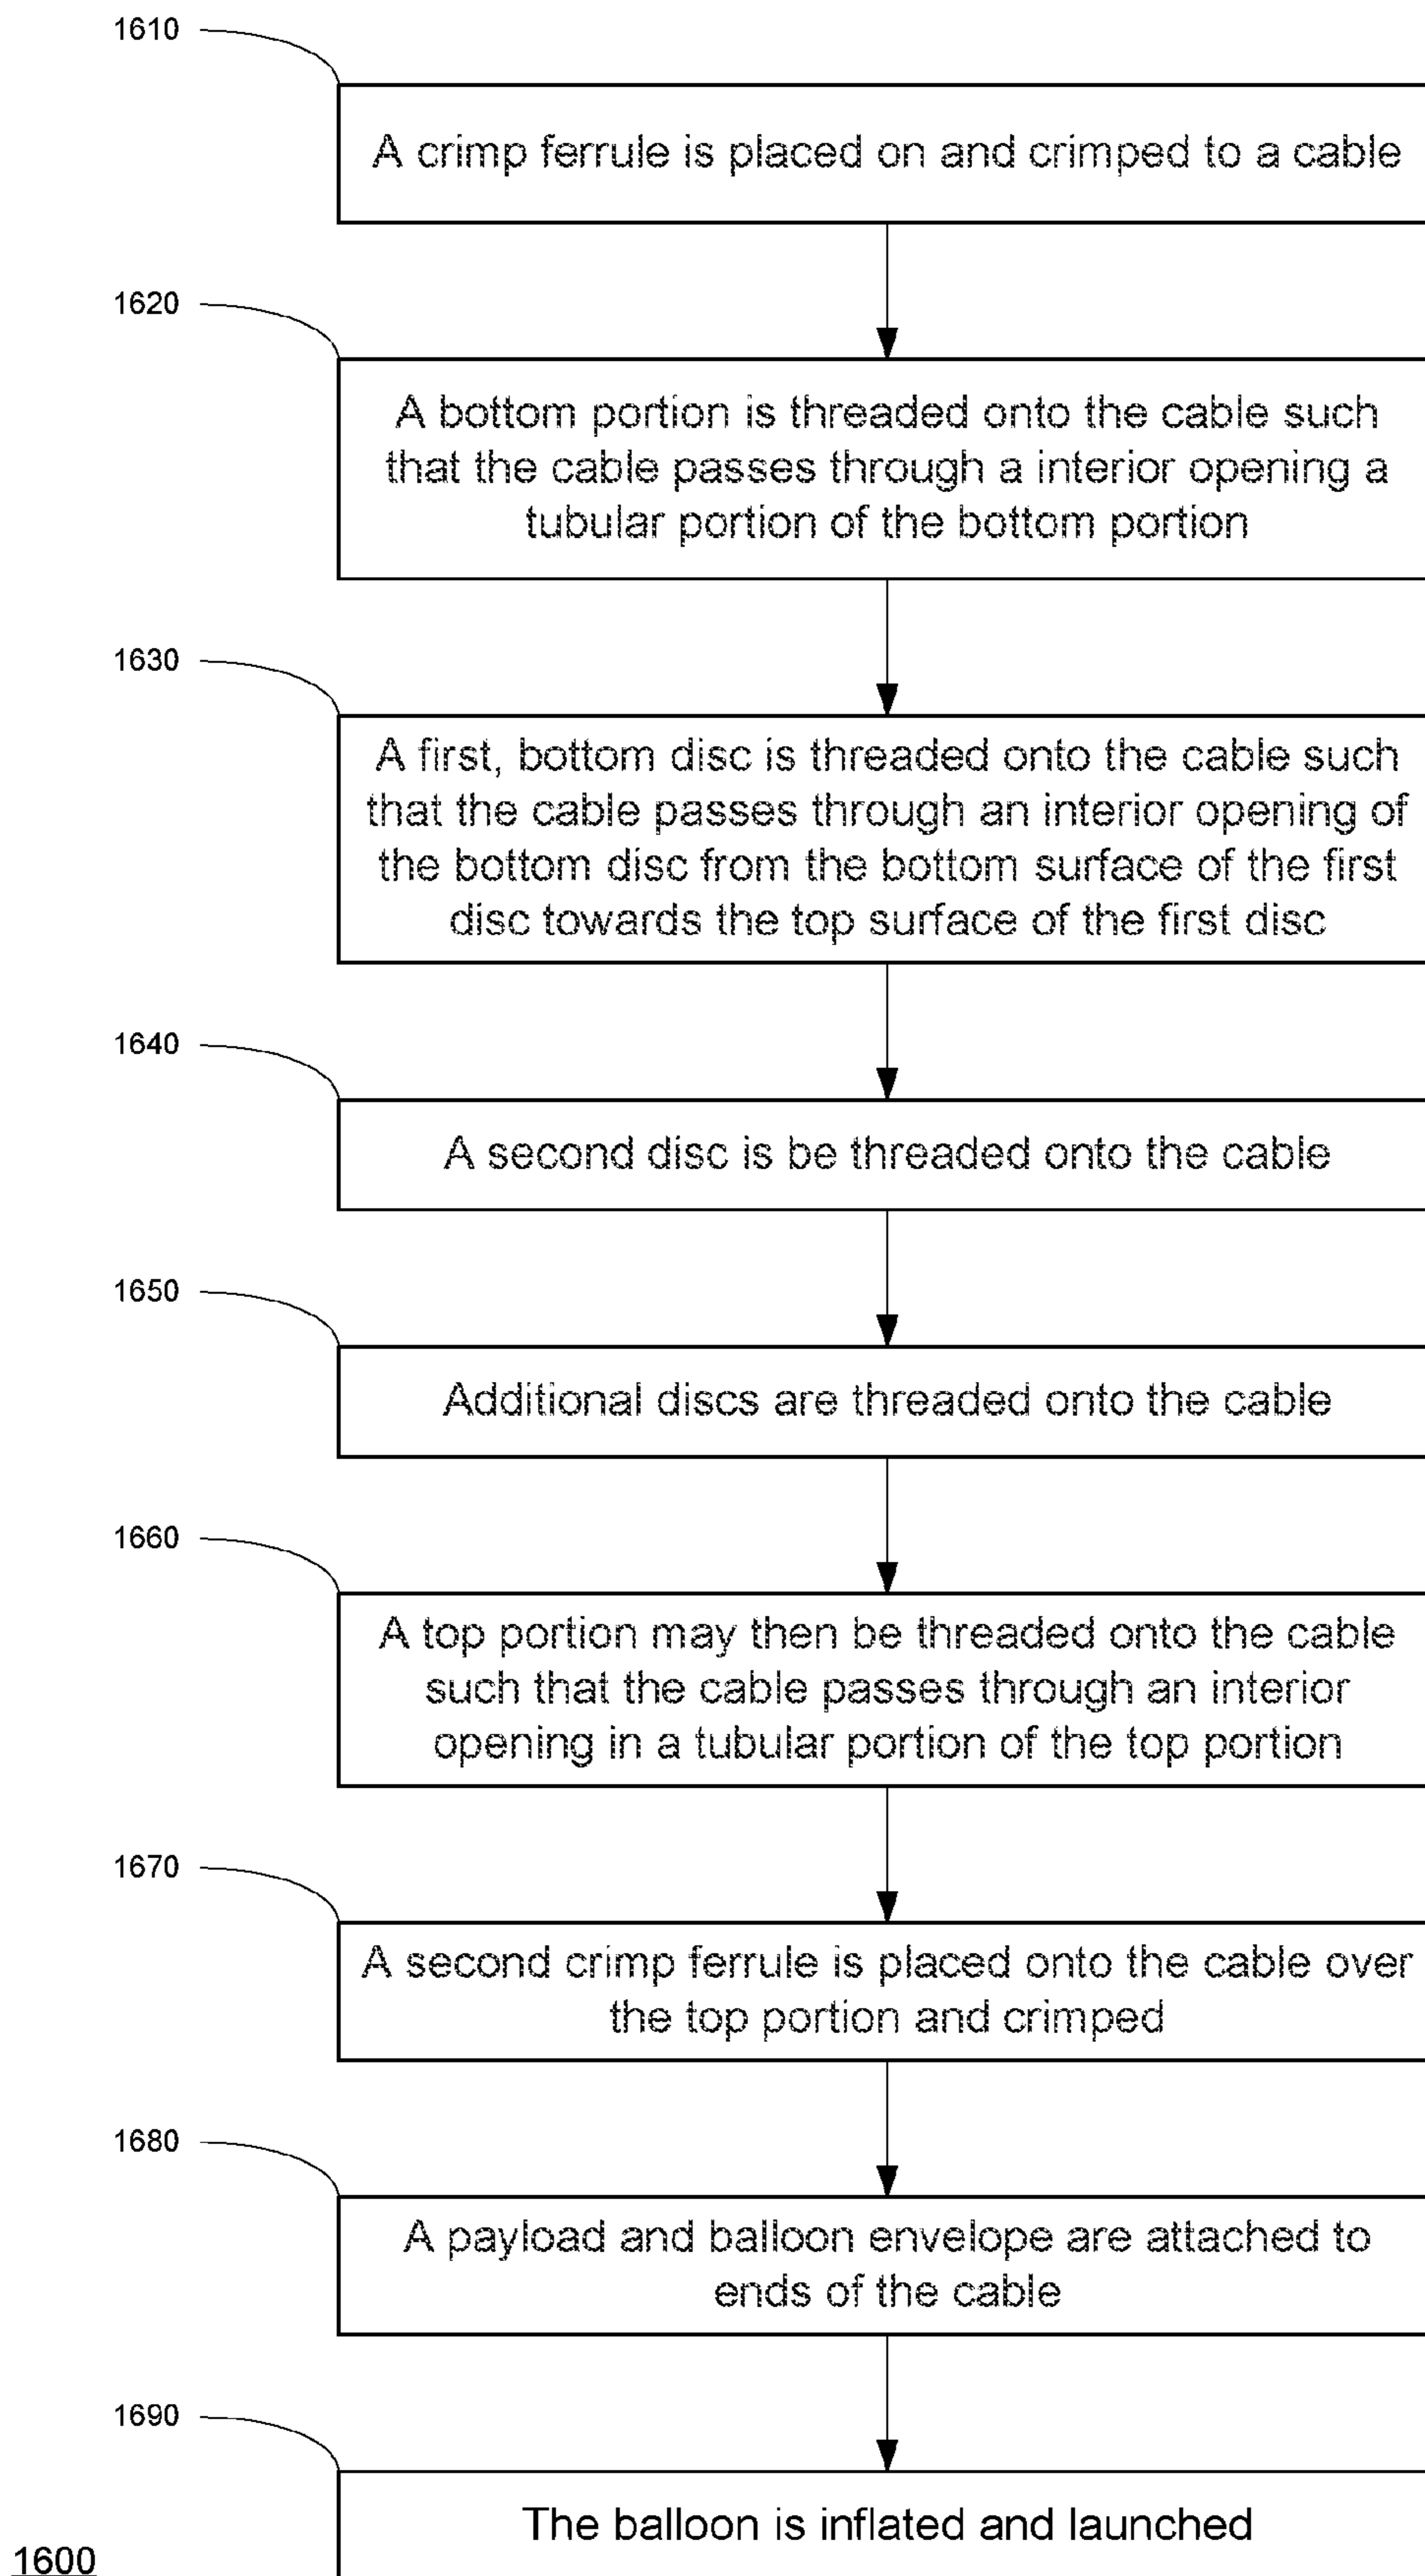 1610
A crimp ferrule is placed on and crimped to a cable
1620
A bottom portion is threaded onto the cable such
that the cable passes through a interior opening a
tubular portion of the bottom portion
1630
A first, bottom disc is threaded onto the cable such
that the cable passes through an interior opening of
the bottom disc from the bottom surface of the first
disc towards the top surface of the first disc
1640
A second disc is be threaded onto the cable
1650
Additional discs are threaded onto the cable
1660
A top portion may then be threaded onto the cable
such that the cable passes through an interior
opening in a tubular portion of the top portion
1670
A second crimp ferrule is placed onto the cable over
the top portion and crimped
1680
A payload and balloon envelope are attached to
ends of the cable
1690
The balloon is inflated and launched
1600